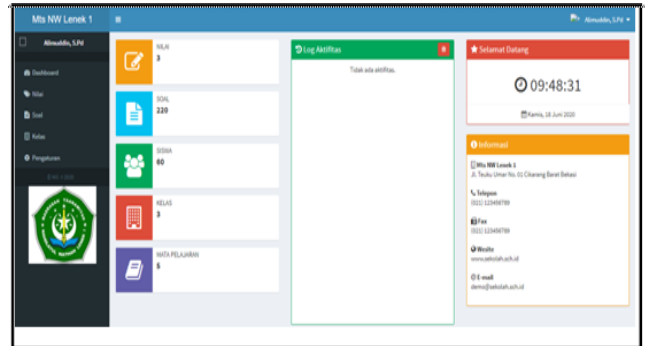 Mts NW Lenek 1
Alimuddin, S.Pd
Alimuddin, S.Pd
Dashboard
Nilai
Soal
Kelas
Pengaturan
NILAI
3
SOAL
220
SISWA
60
KELAS
3
MATA PELAJARAN
5
Log Aktifitas
Tidak ada aktifitas.
Selamat Datang
09:48:31
Kamis, 18 Juni 2020
Informasi
Mts NW Lenek 1
Jl. Teuku Umar No. 01 Cikarang Barat Bekasi
Telepon
(021) 123456789
Fax
(021) 123456789
Wesite
www.sekolah.sch.id
E-mail
demo@sekolah.sch.id